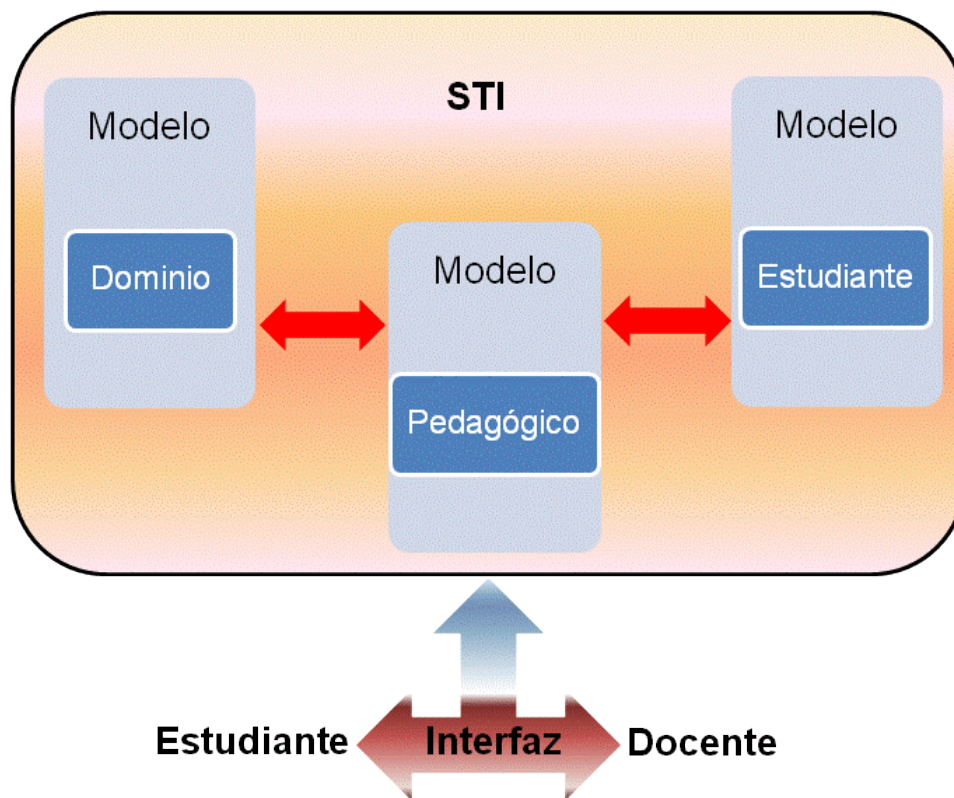 STI
Modelo
Dominio
Modelo
Pedagógico
Modelo
Estudiante
Estudiante
Interfaz
Docente